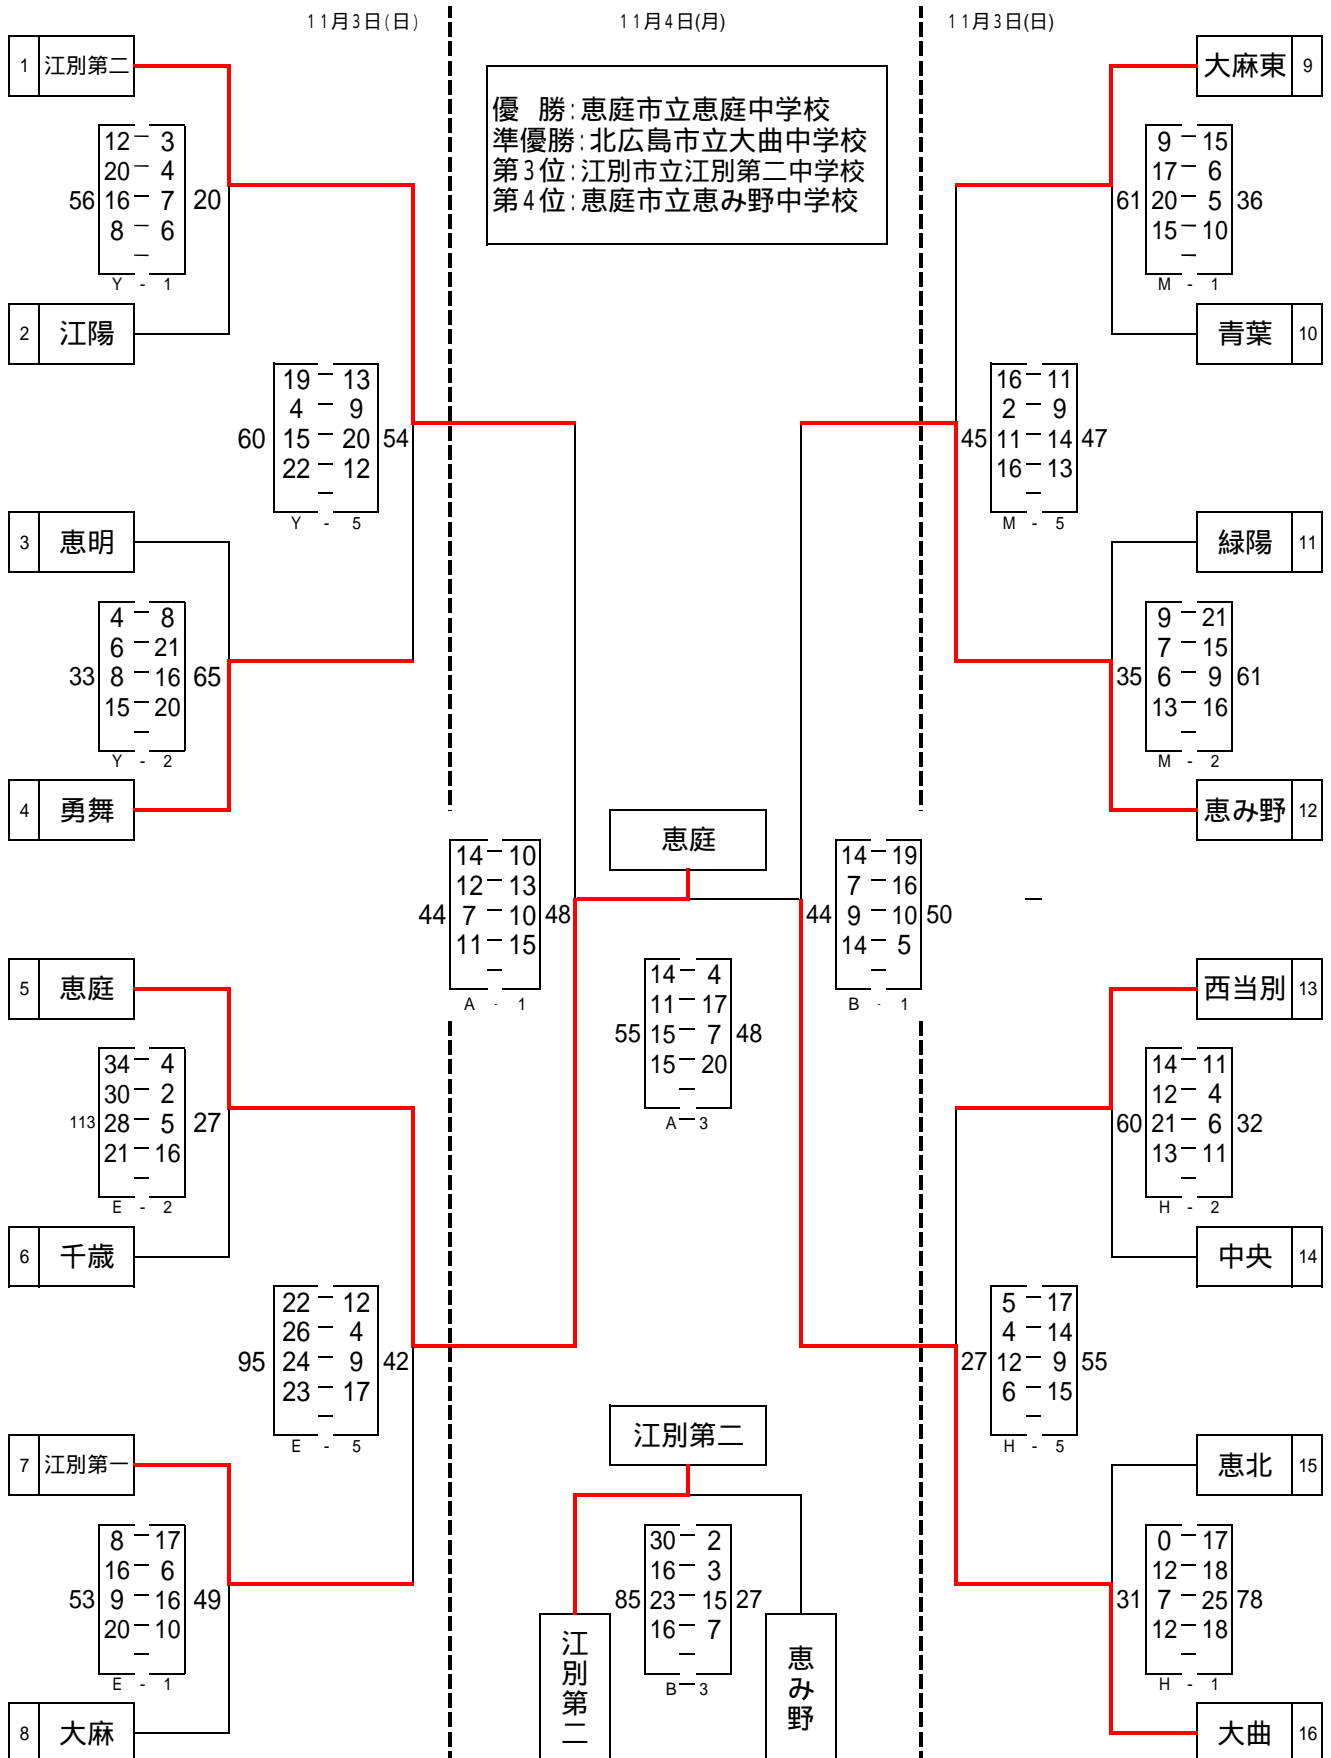 11月3日(日) 11月4日(月) 11月3日(日)
優 勝:恵庭市立恵庭中学校
準優勝:北広島市立大曲中学校
第3位:江別市立江別第二中学校
第4位:恵庭市立恵み野中学校
1 江別第二
12 ─ 3
20 ─ 4
56 16 ─ 7 20
8 ─ 6
─
Y - 1
2 江陽
19 ─ 13
4 ─ 9
60 15 ─ 20 54
22 ─ 12
─
Y - 5
3 恵明
4 ─ 8
6 ─ 21
33 8 ─ 16 65
15 ─ 20
─
Y - 2
4 勇舞
14 ─ 10
12 ─ 13
44 7 ─ 10 48
11 ─ 15
─
A - 1
5 恵庭
34 ─ 4
30 ─ 2
113 28 ─ 5 27
21 ─ 16
─
E - 2
6 千歳
22 ─ 12
26 ─ 4
95 24 ─ 9 42
23 ─ 17
─
E - 5
7 江別第一
8 ─ 17
16 ─ 6
53 9 ─ 16 49
20 ─ 10
─
E - 1
8 大麻
恵庭
14 ─ 4
11 ─ 17
55 15 ─ 7 48
15 ─ 20
─
A ─ 3
江別第二
30 ─ 2
16 ─ 3
85 23 ─ 15 27
16 ─ 7
─
B ─ 3
江別第二
恵み野
大麻東 9
9 ─ 15
17 ─ 6
61 20 ─ 5 36
15 ─ 10
─
M - 1
青葉 10
16 ─ 11
2 ─ 9
45 11 ─ 14 47
16 ─ 13
─
M - 5
緑陽 11
9 ─ 21
7 ─ 15
35 6 ─ 9 61
13 ─ 16
─
M - 2
恵み野 12
14 ─ 19
7 ─ 16
44 9 ─ 10 50
14 ─ 5
─
B - 1
─
西当別 13
14 ─ 11
12 ─ 4
60 21 ─ 6 32
13 ─ 11
─
H - 2
中央 14
5 ─ 17
4 ─ 14
27 12 ─ 9 55
6 ─ 15
─
H - 5
恵北 15
0 ─ 17
12 ─ 18
31 7 ─ 25 78
12 ─ 18
─
H - 1
大曲 16